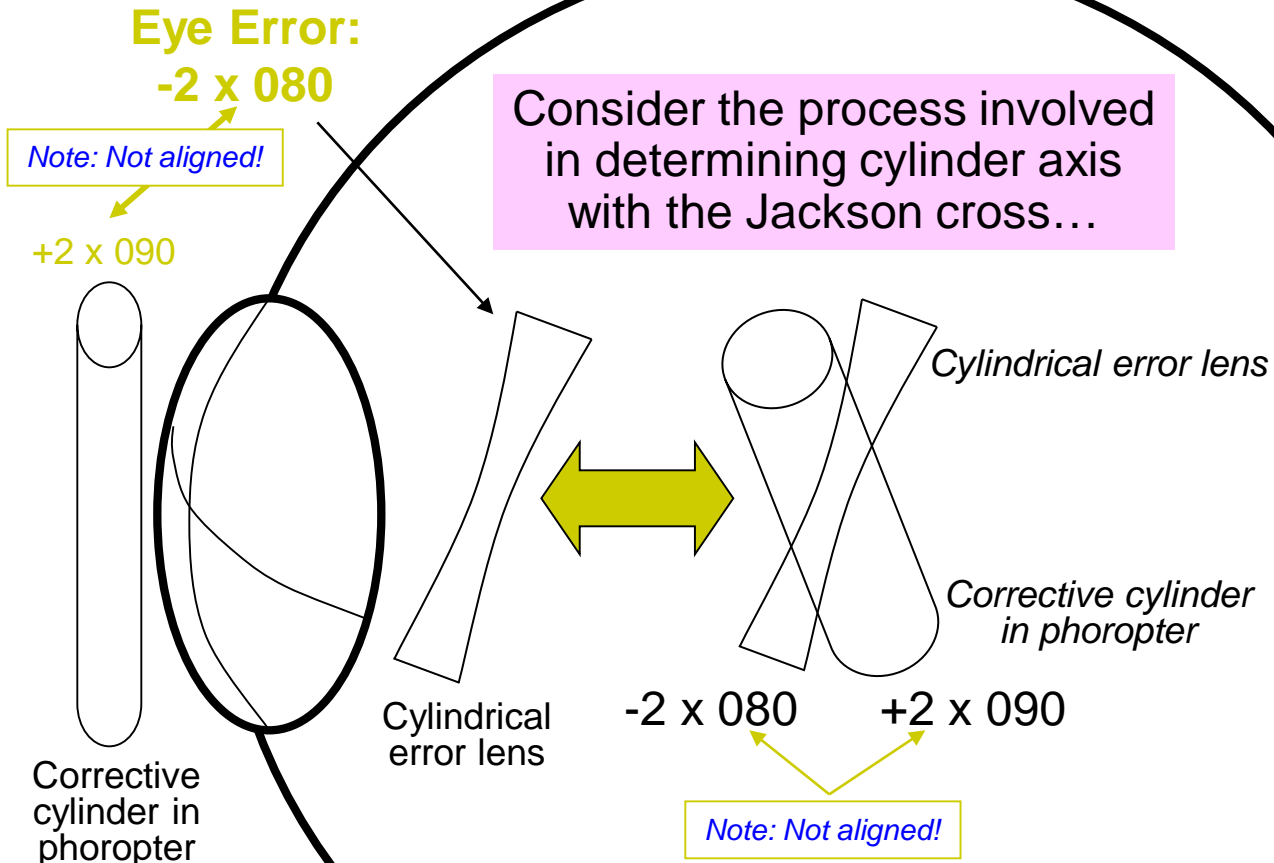 Eye Error:
-2 x 080
Note: Not aligned!
+2 x 090
Consider the process involved
in determining cylinder axis
with the Jackson cross…
Cylindrical error lens
Corrective cylinder
in phoropter
Cylindrical
error lens
-2 x 080
+2 x 090
Note: Not aligned!
Corrective
cylinder in
phoropter